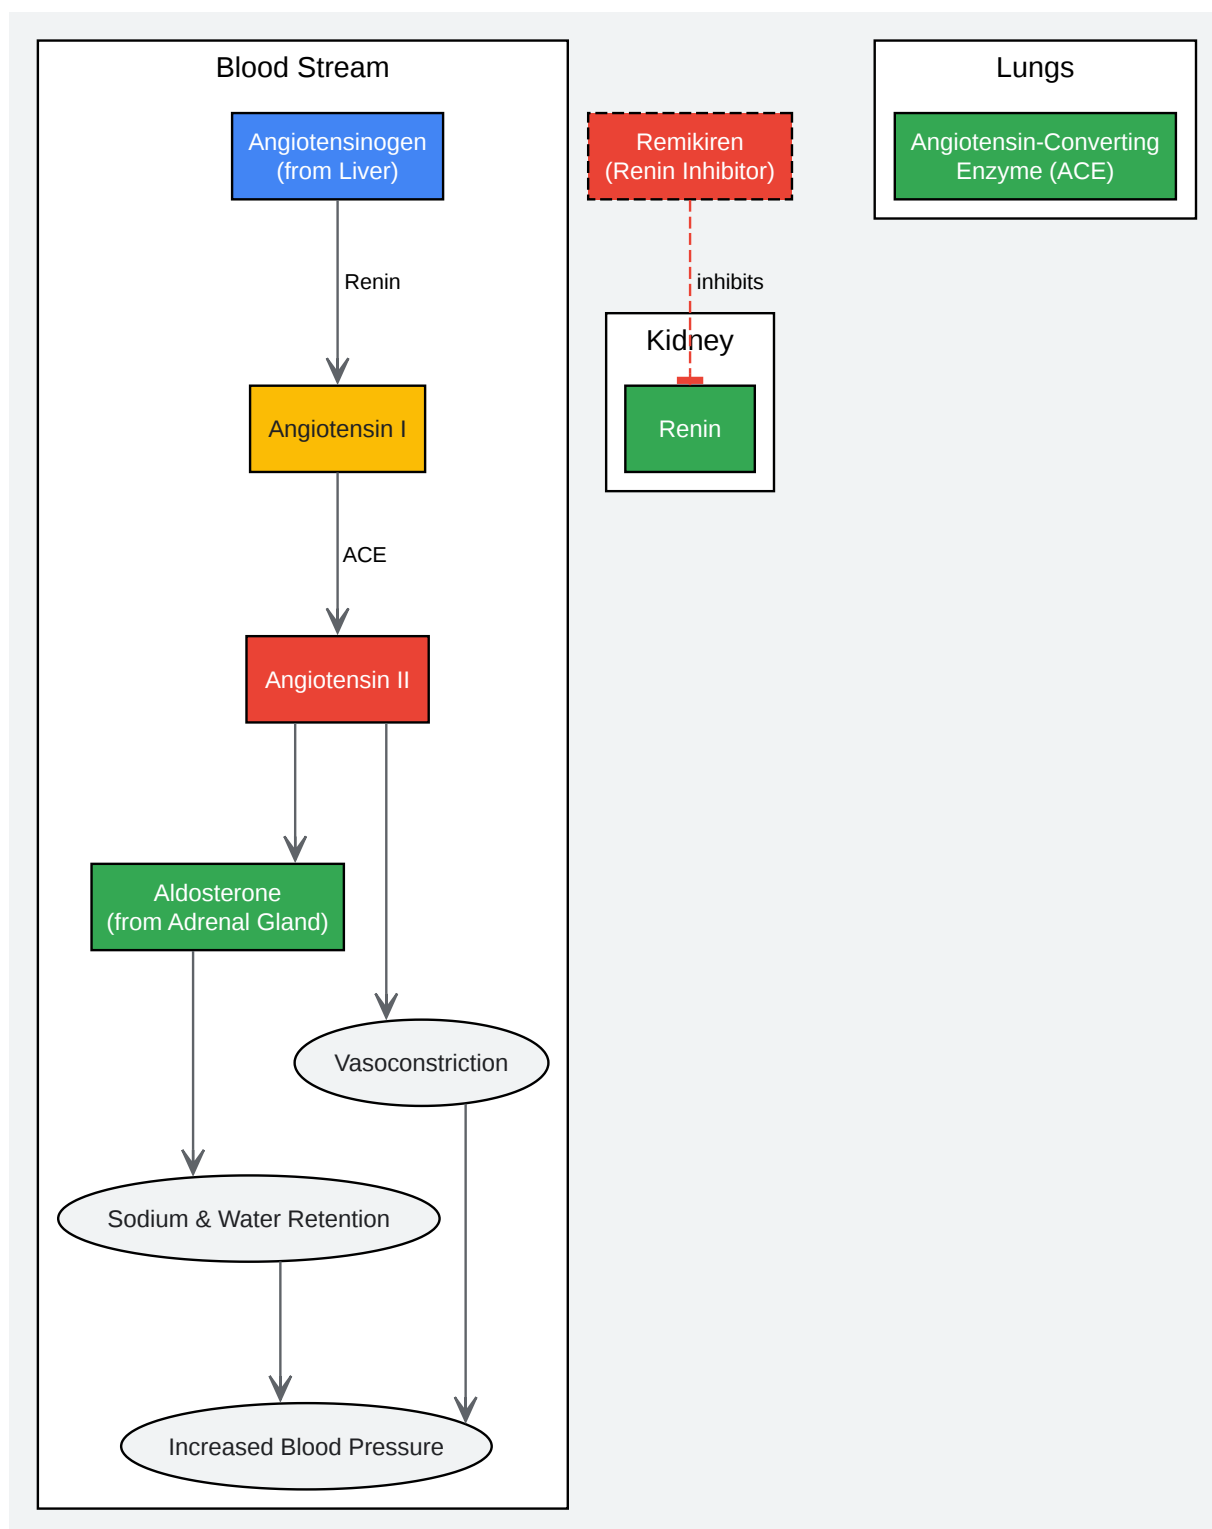 Blood Stream
Angiotensinogen
(from Liver)
Renin
Angiotensin I
ACE
Angiotensin II
Aldosterone
(from Adrenal Gland)
Vasoconstriction
Sodium & Water Retention
Increased Blood Pressure
Remikiren
(Renin Inhibitor)
inhibits
Kidney
Renin
Lungs
Angiotensin-Converting
Enzyme (ACE)